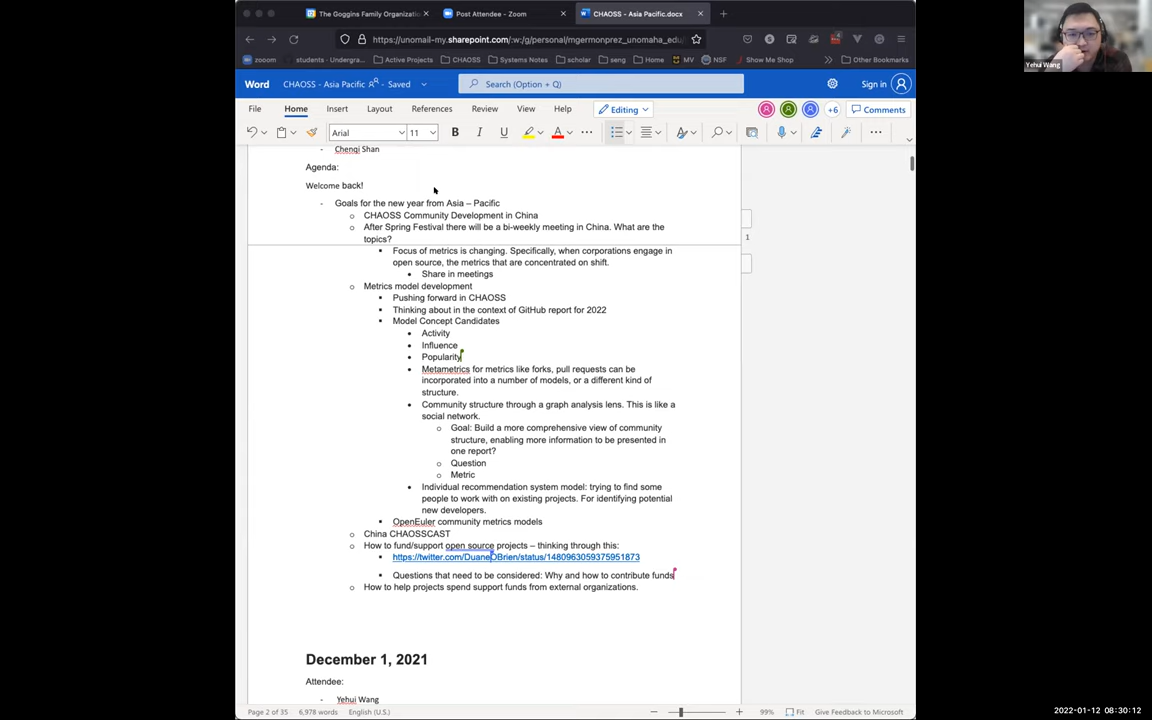 The Goggins Family Organizatio
Post Attendee - Zoom
CHAOSS - Asia Pacific.docx
https://unomail-my.sharepoint.com/:w:/g/personal/mgermonprez_unomaha_edu
zooom
students - Undergra...
Active Projects
CHAOSS
Systems Notes
scholar
seng
Home
MV
NSF
Show Me Shop
Other Bookmarks
Yehui Wang
Word
CHAOSS - Asia Pacific - Saved
Search (Option + Q)
Sign in
File
Home
Insert
Layout
References
Review
View
Help
Editing
+6
Comments
Arial
11
B
I
U
A
- Chenqi Shan
Agenda:
Welcome back!
- Goals for the new year from Asia – Pacific
o CHAOSS Community Development in China
o After Spring Festival there will be a bi-weekly meeting in China. What are the
topics?
1
▪ Focus of metrics is changing. Specifically, when corporations engage in
open source, the metrics that are concentrated on shift.
• Share in meetings
o Metrics model development
▪ Pushing forward in CHAOSS
▪ Thinking about in the context of GitHub report for 2022
▪ Model Concept Candidates
• Activity
• Influence
• Popularity
• Metametrics for metrics like forks, pull requests can be
incorporated into a number of models, or a different kind of
structure.
• Community structure through a graph analysis lens. This is like a
social network.
o Goal: Build a more comprehensive view of community
structure, enabling more information to be presented in
one report?
o Question
o Metric
• Individual recommendation system model: trying to find some
people to work with on existing projects. For identifying potential
new developers.
▪ OpenEuler community metrics models
o China CHAOSSCAST
o How to fund/support open source projects – thinking through this:
▪ https://twitter.com/DuaneOBrien/status/1480963059375951873
▪ Questions that need to be considered: Why and how to contribute funds
o How to help projects spend support funds from external organizations.
December 1, 2021
Attendee:
- Yehui Wang
Page 2 of 35
6,978 words
English (U.S.)
99%
Fit
Give Feedback to Microsoft
2022-01-12 08:30:12